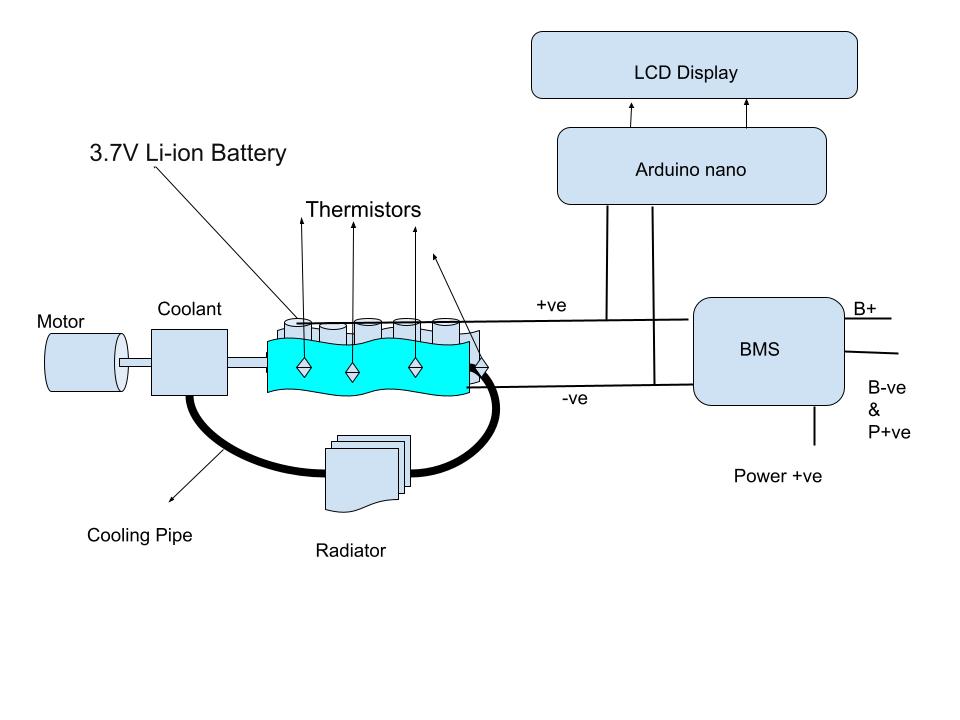 LCD Display
3.7V Li-ion Battery
Arduino nano
Thermistors
+ve
Coolant
B+
Motor
BMS
-ve
B-ve
&
P+ve
Power +ve
Cooling Pipe
Radiator